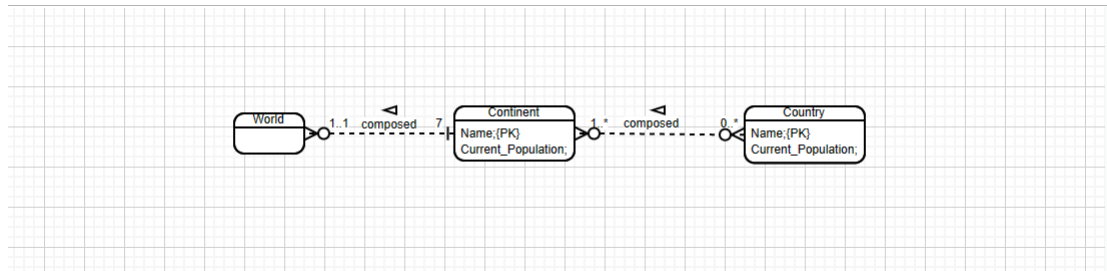 World
1..1
composed
7
Continent
Name;{PK}
Current_Population;
1..*
composed
0..*
Country
Name;{PK}
Current_Population;